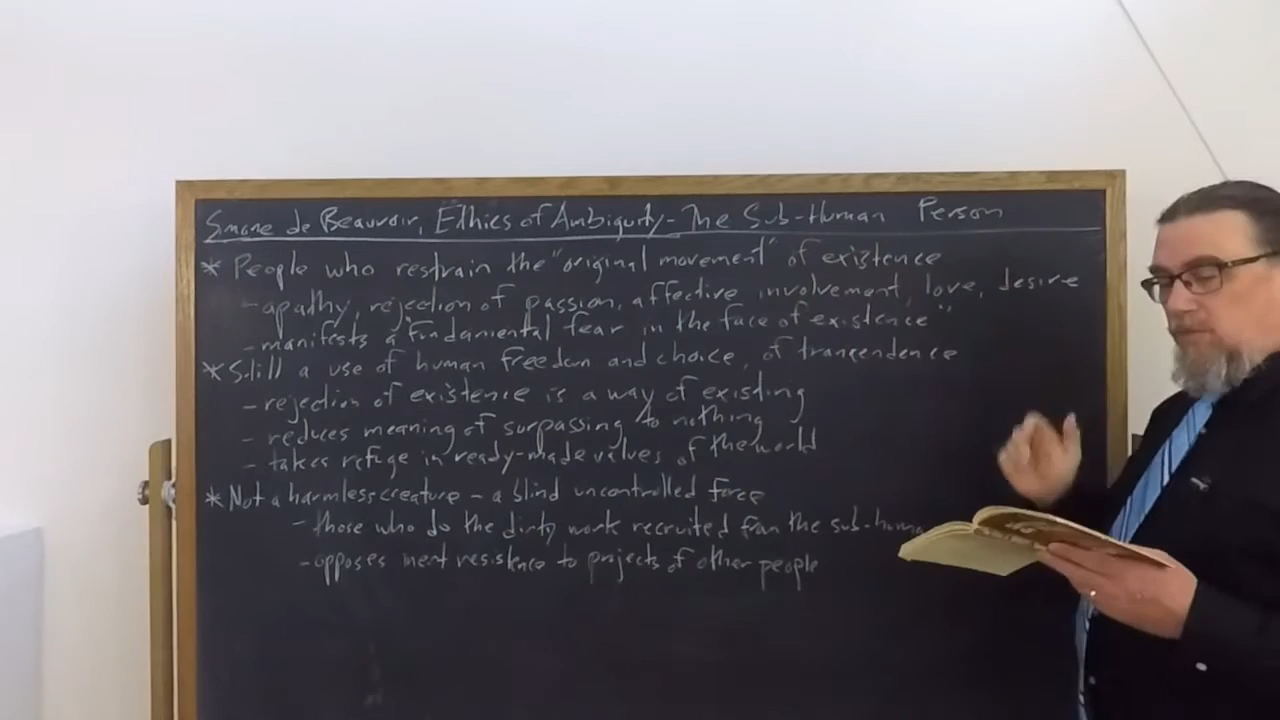 Simone de Beauvoir, Ethics of Ambiguity - The Sub-Human Person
* People who restrain the "original movement" of existence
- apathy, rejection of passion, affective involvement, love, desire
- manifests a "fundamental fear in the face of existence"
* Still a use of human freedom and choice, of trancendence
- rejection of existence is a way of existing
- reduces meaning of surpassing to nothing
- takes refuge in ready-made values of the world
* Not a harmless creature - a blind uncontrolled force
- those who do the dirty work recruited from the sub-huma
- opposes inert resistence to projects of other people